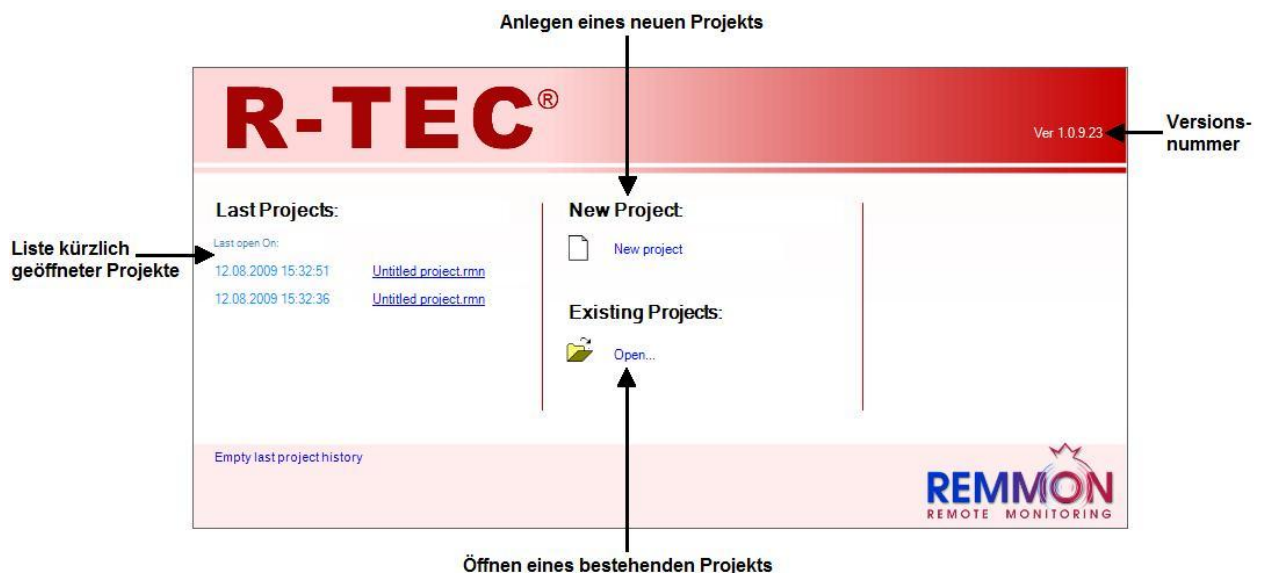 Anlegen eines neuen Projekts
R-TEC®
Ver 1.0.9.23
Versions-
nummer
Last Projects:
Last open On:
12.08.2009 15:32:51 Untitled project.rmn
12.08.2009 15:32:36 Untitled project.rmn
Liste kürzlich
geöffneter Projekte
New Project:
New project
Existing Projects:
Open...
Empty last project history
REMMON
REMOTE MONITORING
Öffnen eines bestehenden Projekts